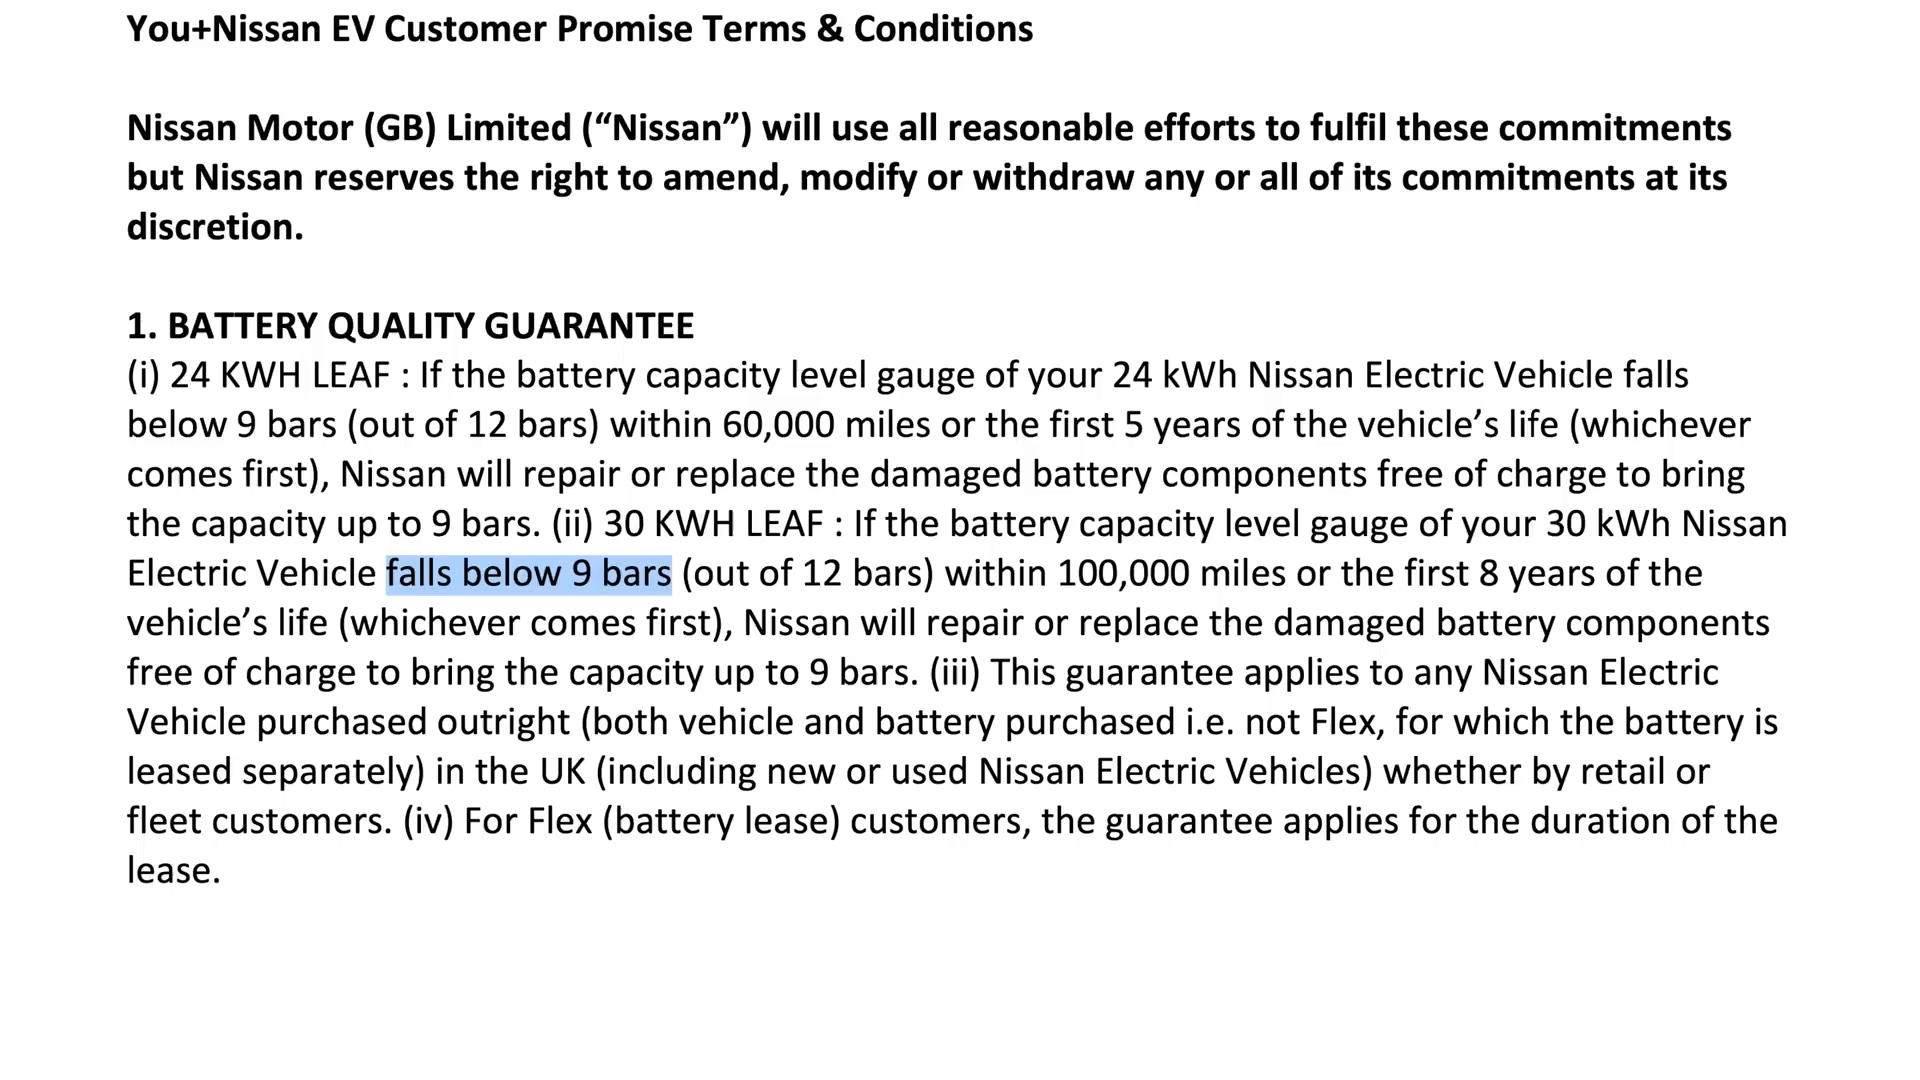 You+Nissan EV Customer Promise Terms & Conditions
Nissan Motor (GB) Limited (“Nissan”) will use all reasonable efforts to fulfil these commitments
but Nissan reserves the right to amend, modify or withdraw any or all of its commitments at its
discretion.
1. BATTERY QUALITY GUARANTEE
(i) 24 KWH LEAF : If the battery capacity level gauge of your 24 kWh Nissan Electric Vehicle falls
below 9 bars (out of 12 bars) within 60,000 miles or the first 5 years of the vehicle’s life (whichever
comes first), Nissan will repair or replace the damaged battery components free of charge to bring
the capacity up to 9 bars. (ii) 30 KWH LEAF : If the battery capacity level gauge of your 30 kWh Nissan
Electric Vehicle falls below 9 bars (out of 12 bars) within 100,000 miles or the first 8 years of the
vehicle’s life (whichever comes first), Nissan will repair or replace the damaged battery components
free of charge to bring the capacity up to 9 bars. (iii) This guarantee applies to any Nissan Electric
Vehicle purchased outright (both vehicle and battery purchased i.e. not Flex, for which the battery is
leased separately) in the UK (including new or used Nissan Electric Vehicles) whether by retail or
fleet customers. (iv) For Flex (battery lease) customers, the guarantee applies for the duration of the
lease.